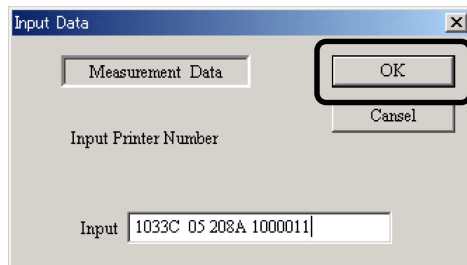 Input Data
Measurement Data
OK
Cansel
Input Printer Number
Input
1033C 05 208A 1000011